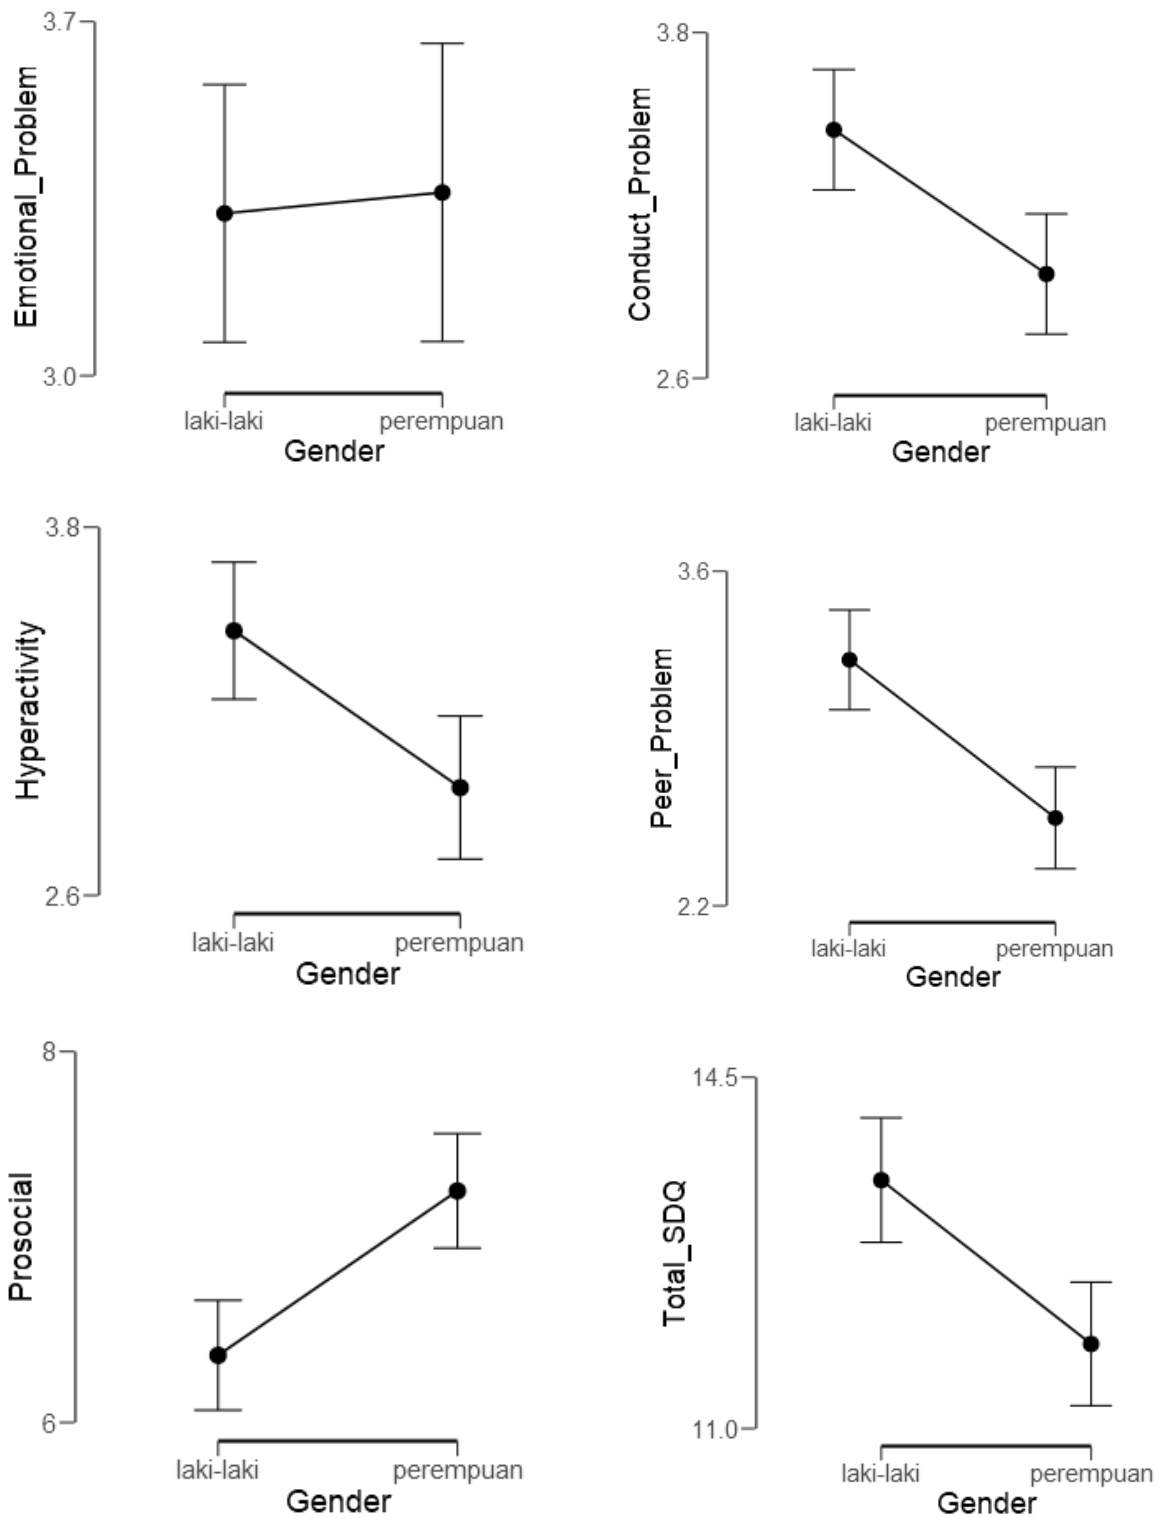 Emotional_Problem
3.7
3.0
laki-laki perempuan
Gender
Conduct_Problem
3.8
2.6
laki-laki perempuan
Gender
Hyperactivity
3.8
2.6
laki-laki perempuan
Gender
Peer_Problem
3.6
2.2
laki-laki perempuan
Gender
Prosocial
8
6
laki-laki perempuan
Gender
Total_SDQ
14.5
11.0
laki-laki perempuan
Gender